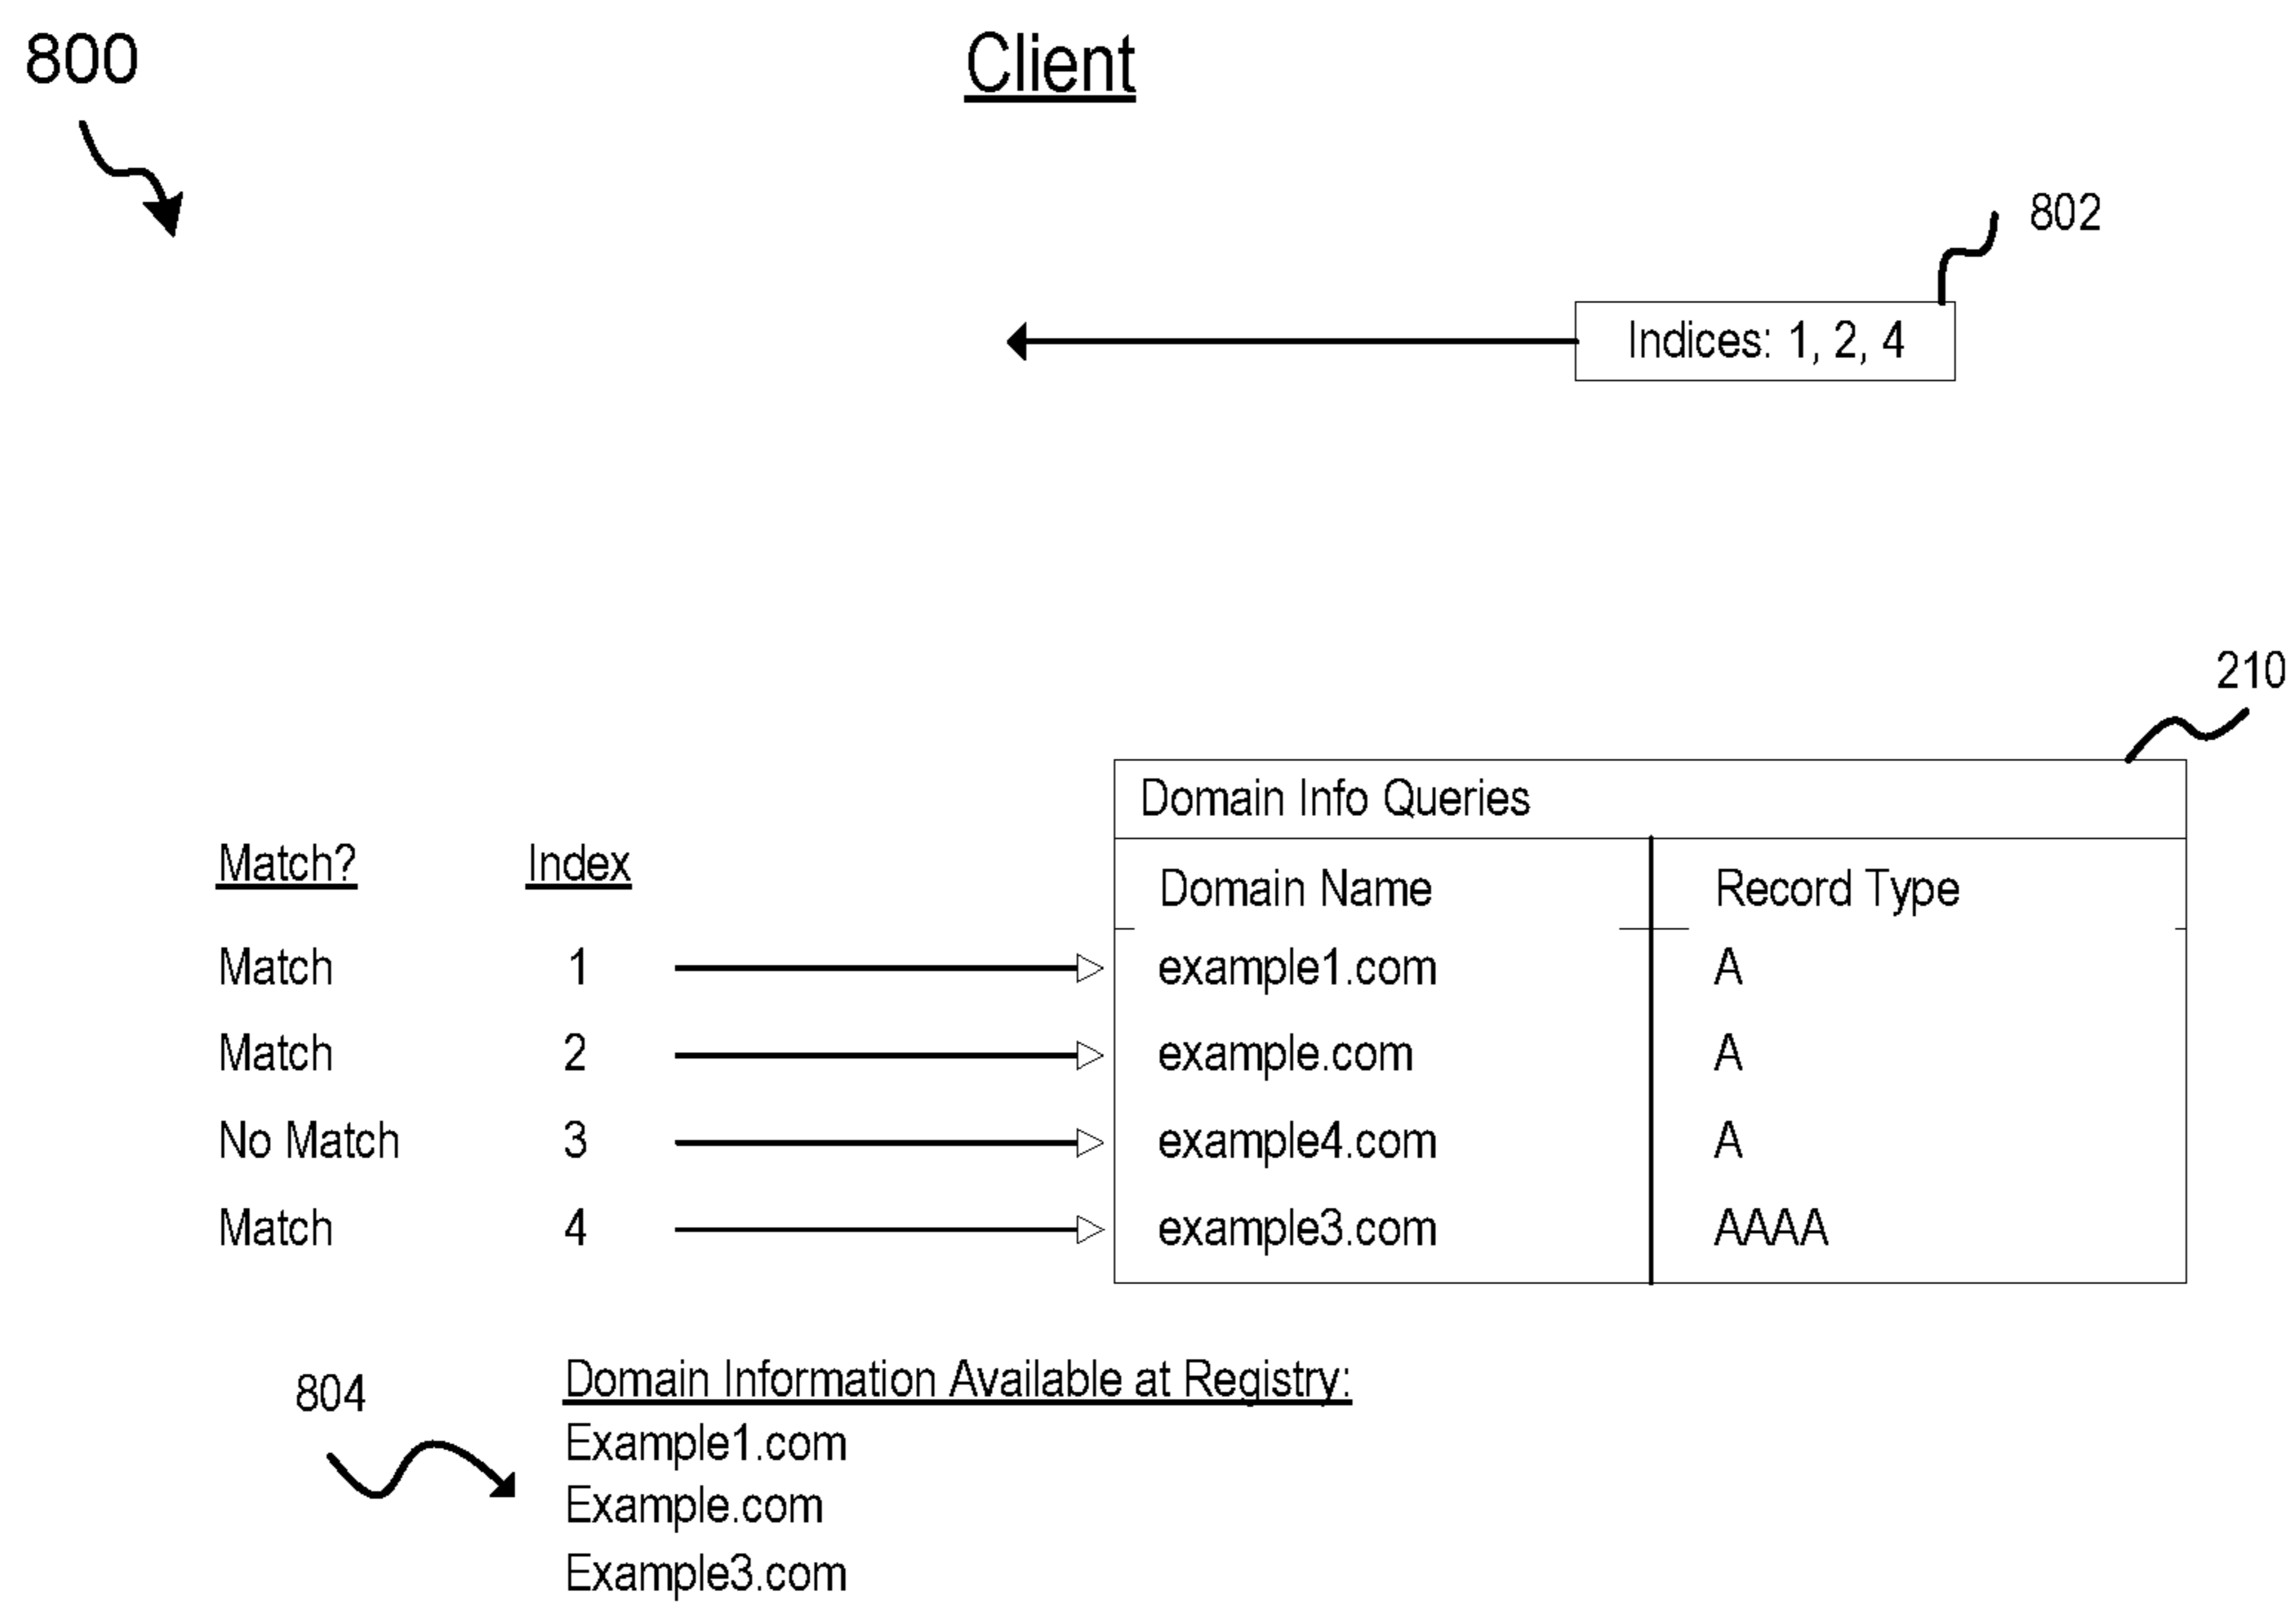 800
Client
802
Indices: 1, 2, 4
210
Domain Info Queries
Match? Index Domain Name Record Type
Match 1 example1.com A
Match 2 example.com A
No Match 3 example4.com A
Match 4 example3.com AAAA
804
Domain Information Available at Registry:
Example1.com
Example.com
Example3.com